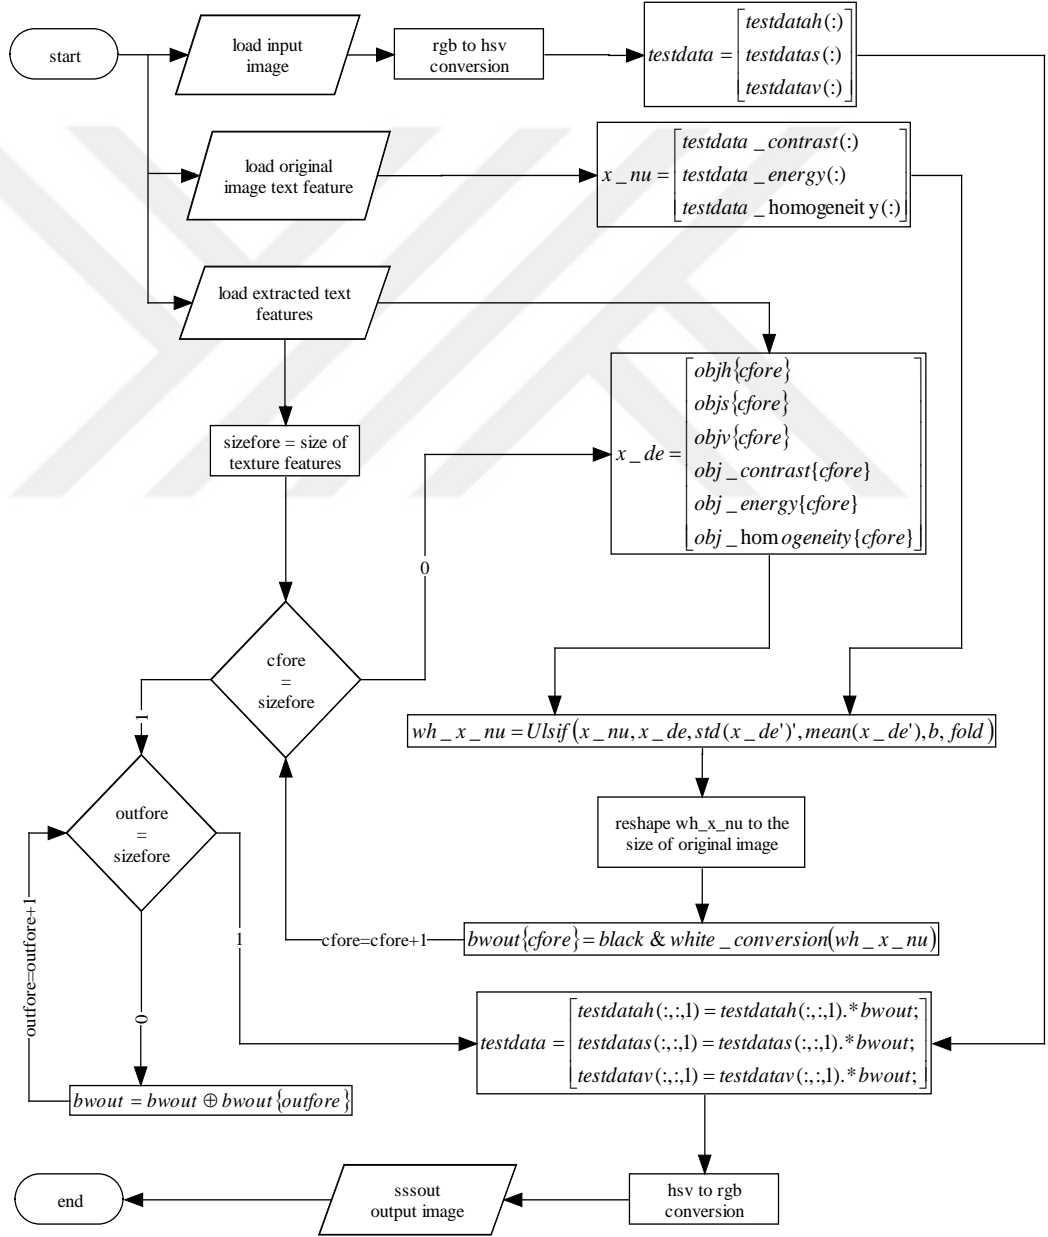 start
load input
image
rgb to hsv
conversion
testdata = [testdatah(:)
testdatas(:)
testdatav(:)]
load original
image text feature
x_nu = [testdata_contrast(:)
testdata_energy(:)
testdata_homogeneit y(:)]
load extracted text
features
x_de = [objh{cfore}
objs{cfore}
objv{cfore}
obj_contrast{cfore}
obj_energy{cfore}
obj_hom ogeneity{cfore}]
sizefore = size of
texture features
0
cfore
=
sizefore
1
wh_x_nu = Ulsif(x_nu, x_de, std(x_de')', mean(x_de'), b, fold)
reshape wh_x_nu to the
size of original image
bwout{cfore} = black & white_conversion(wh_x_nu)
cfore=cfore+1
outfore
=
sizefore
outfore=outfore+1
0
1
bwout = bwout ⊕ bwout{outfore}
testdata = [testdatah(:,:,1) = testdatah(:,:,1).* bwout;
testdatas(:,:,1) = testdatas(:,:,1).* bwout;
testdatav(:,:,1) = testdatav(:,:,1).* bwout;]
hsv to rgb
conversion
sssout
output image
end